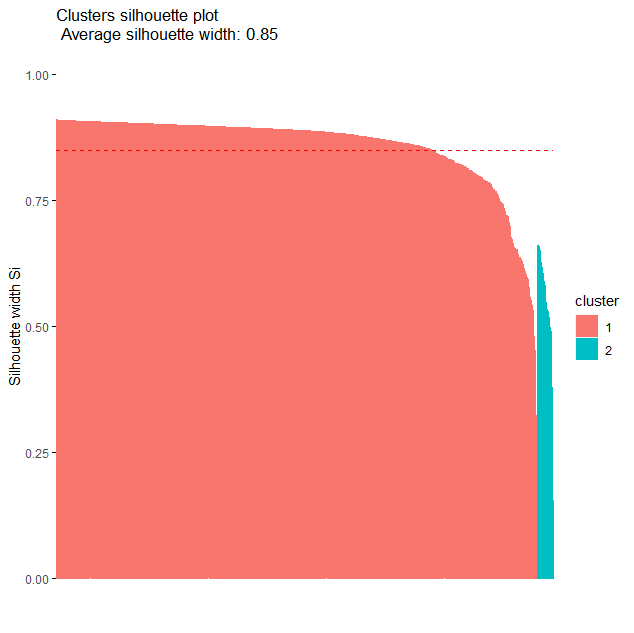 Clusters silhouette plot
Average silhouette width: 0.85
1.00
0.75
0.50
0.25
0.00
Silhouette width Si
cluster
1
2